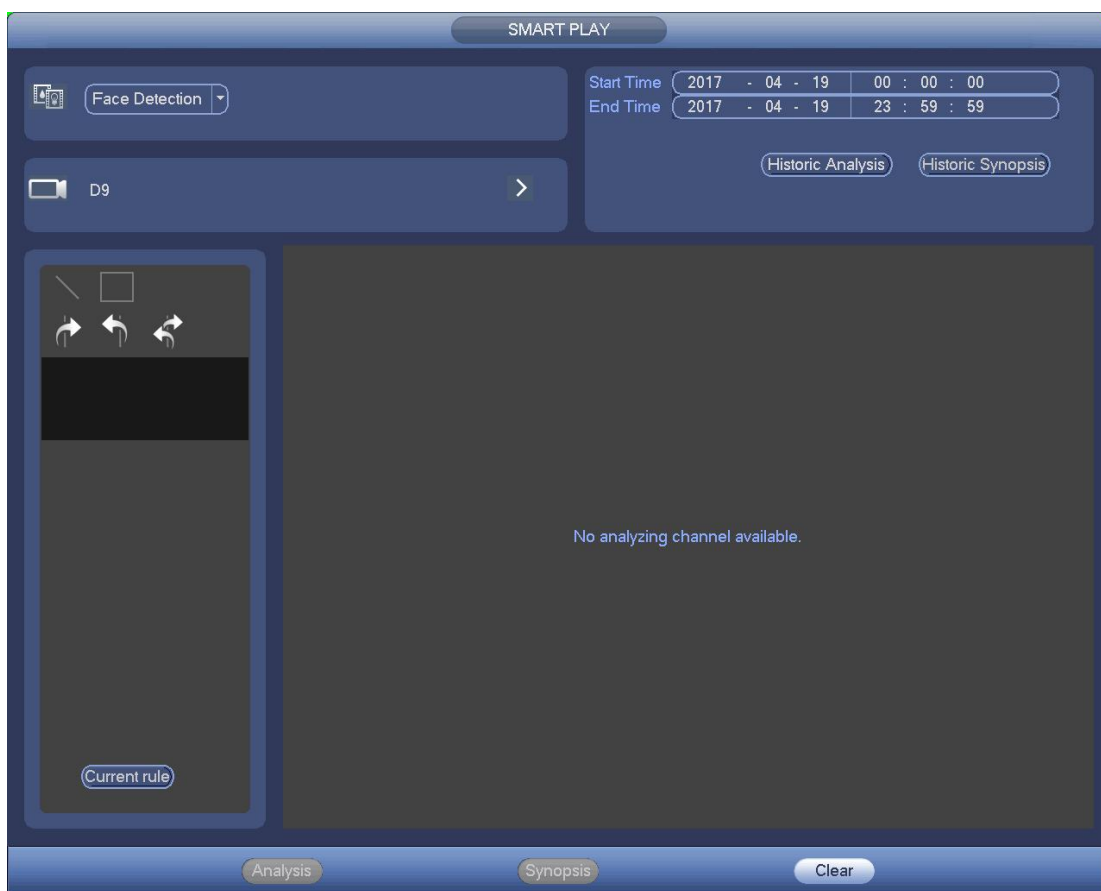 SMART PLAY
Face Detection
Start Time 2017 - 04 - 19 00 : 00 : 00
End Time 2017 - 04 - 19 23 : 59 : 59
Historic Analysis Historic Synopsis
D9
No analyzing channel available.
Current rule
Analysis Synopsis Clear